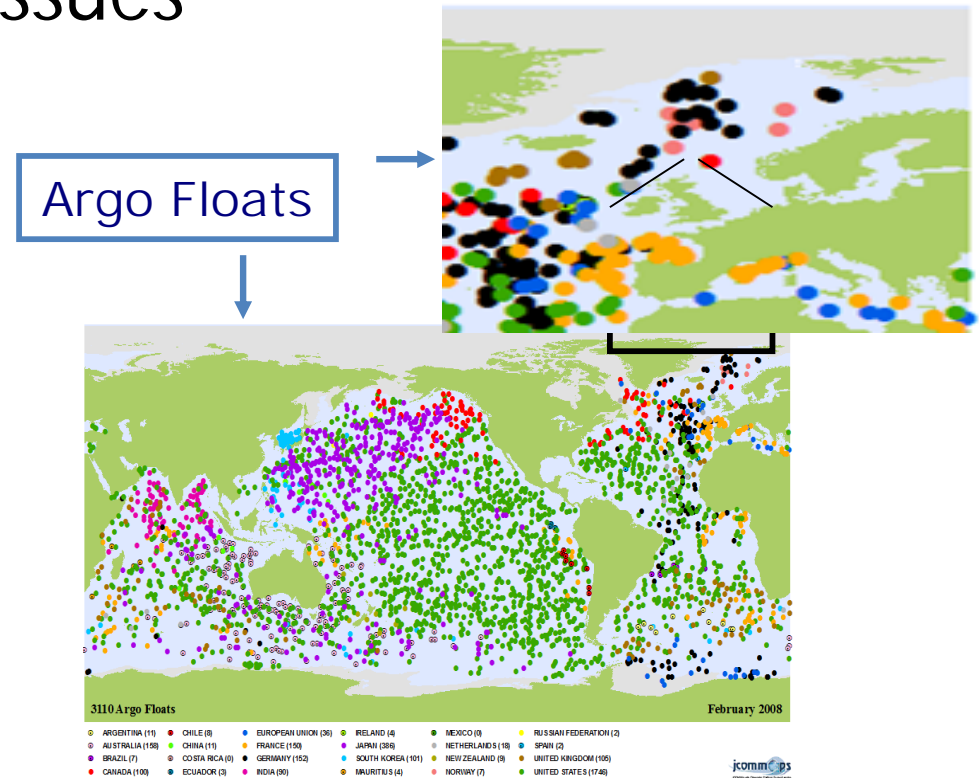 ssues
Argo Floats
3110 Argo Floats
February 2008
ARGENTINA (11) CHILE (8) EUROPEAN UNION (36) IRELAND (4) MEXICO (0) RUSSIAN FEDERATION (2)
AUSTRALIA (158) CHINA (11) FRANCE (150) JAPAN (386) NETHERLANDS (18) SPAIN (2)
BRAZIL (7) COSTA RICA (0) GERMANY (152) SOUTH KOREA (101) NEW ZEALAND (9) UNITED KINGDOM (105)
CANADA (100) ECUADOR (3) INDIA (90) MAURITIUS (4) NORWAY (7) UNITED STATES (1746)
jcommops